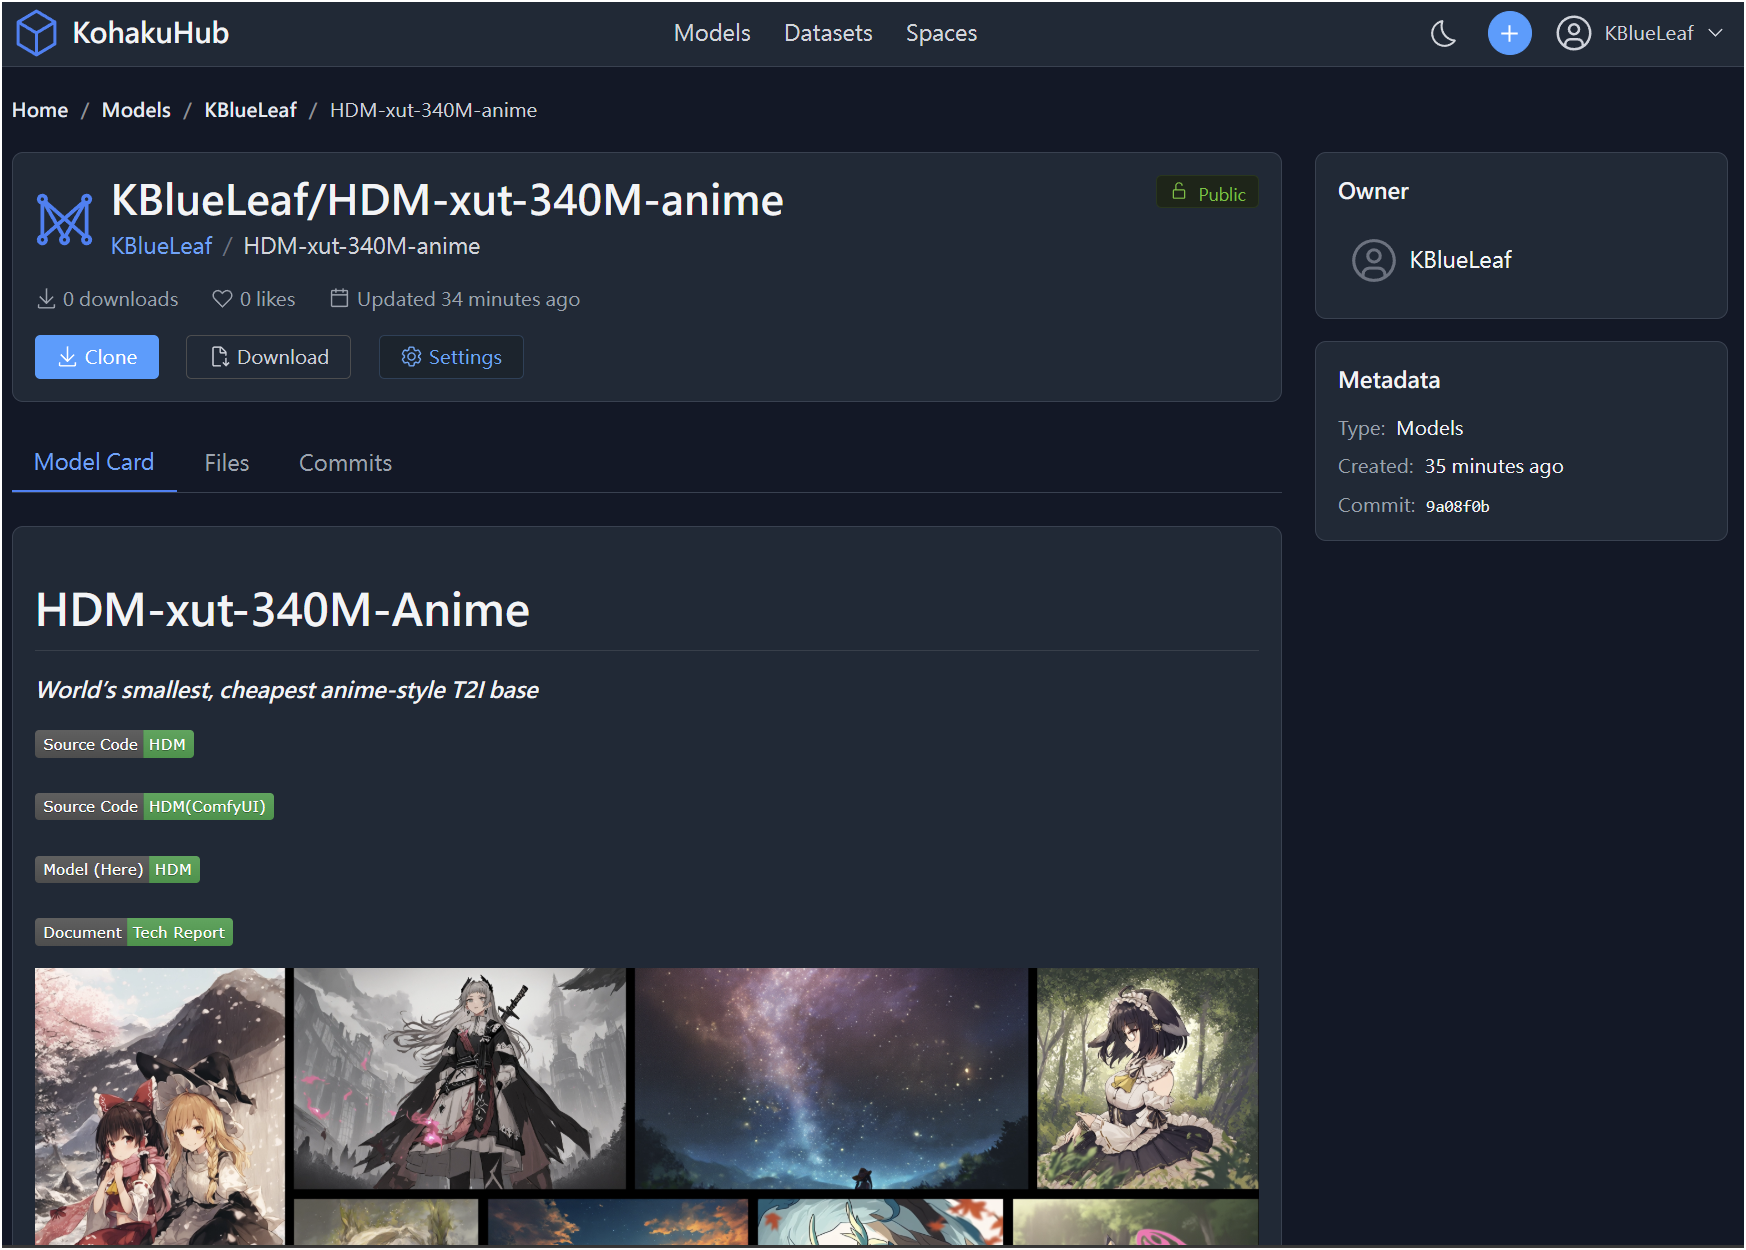 KohakuHub
Models Datasets Spaces
KBlueLeaf
Home / Models / KBlueLeaf / HDM-xut-340M-anime
KBlueLeaf/HDM-xut-340M-anime
Public
KBlueLeaf / HDM-xut-340M-anime
0 downloads 0 likes Updated 34 minutes ago
Clone Download Settings
Owner
KBlueLeaf
Metadata
Type: Models
Created: 35 minutes ago
Commit: 9a08f0b
Model Card Files Commits
HDM-xut-340M-Anime
World’s smallest, cheapest anime-style T2I base
Source Code HDM
Source Code HDM(ComfyUI)
Model (Here) HDM
Document Tech Report